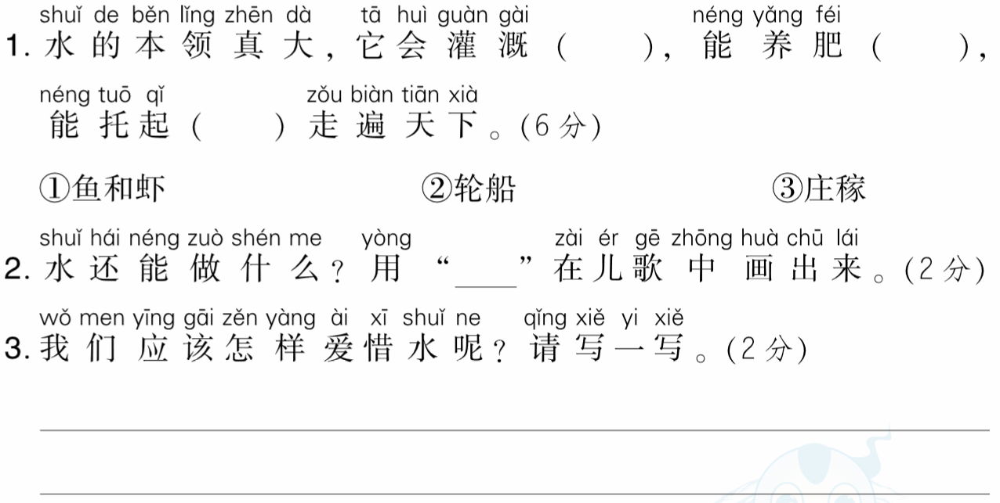 shuǐ de běn lǐng zhēn dà tā huì guàn gài néng yǎng féi
1. 水的本领真大，它会灌溉（ ），能养肥（ ），
néng tuō qǐ zǒu biàn tiān xià
能托起（ ）走遍天下。(6分)
①鱼和虾 ②轮船 ③庄稼
shuǐ hái néng zuò shén me yòng zài ér gē zhōng huà chū lái
2. 水还能做什么？用“____”在儿歌中画出来。(2分)
wǒ men yīng gāi zěn yàng ài xī shuǐ ne qǐng xiě yi xiě
3. 我们应该怎样爱惜水呢？请写一写。(2分)